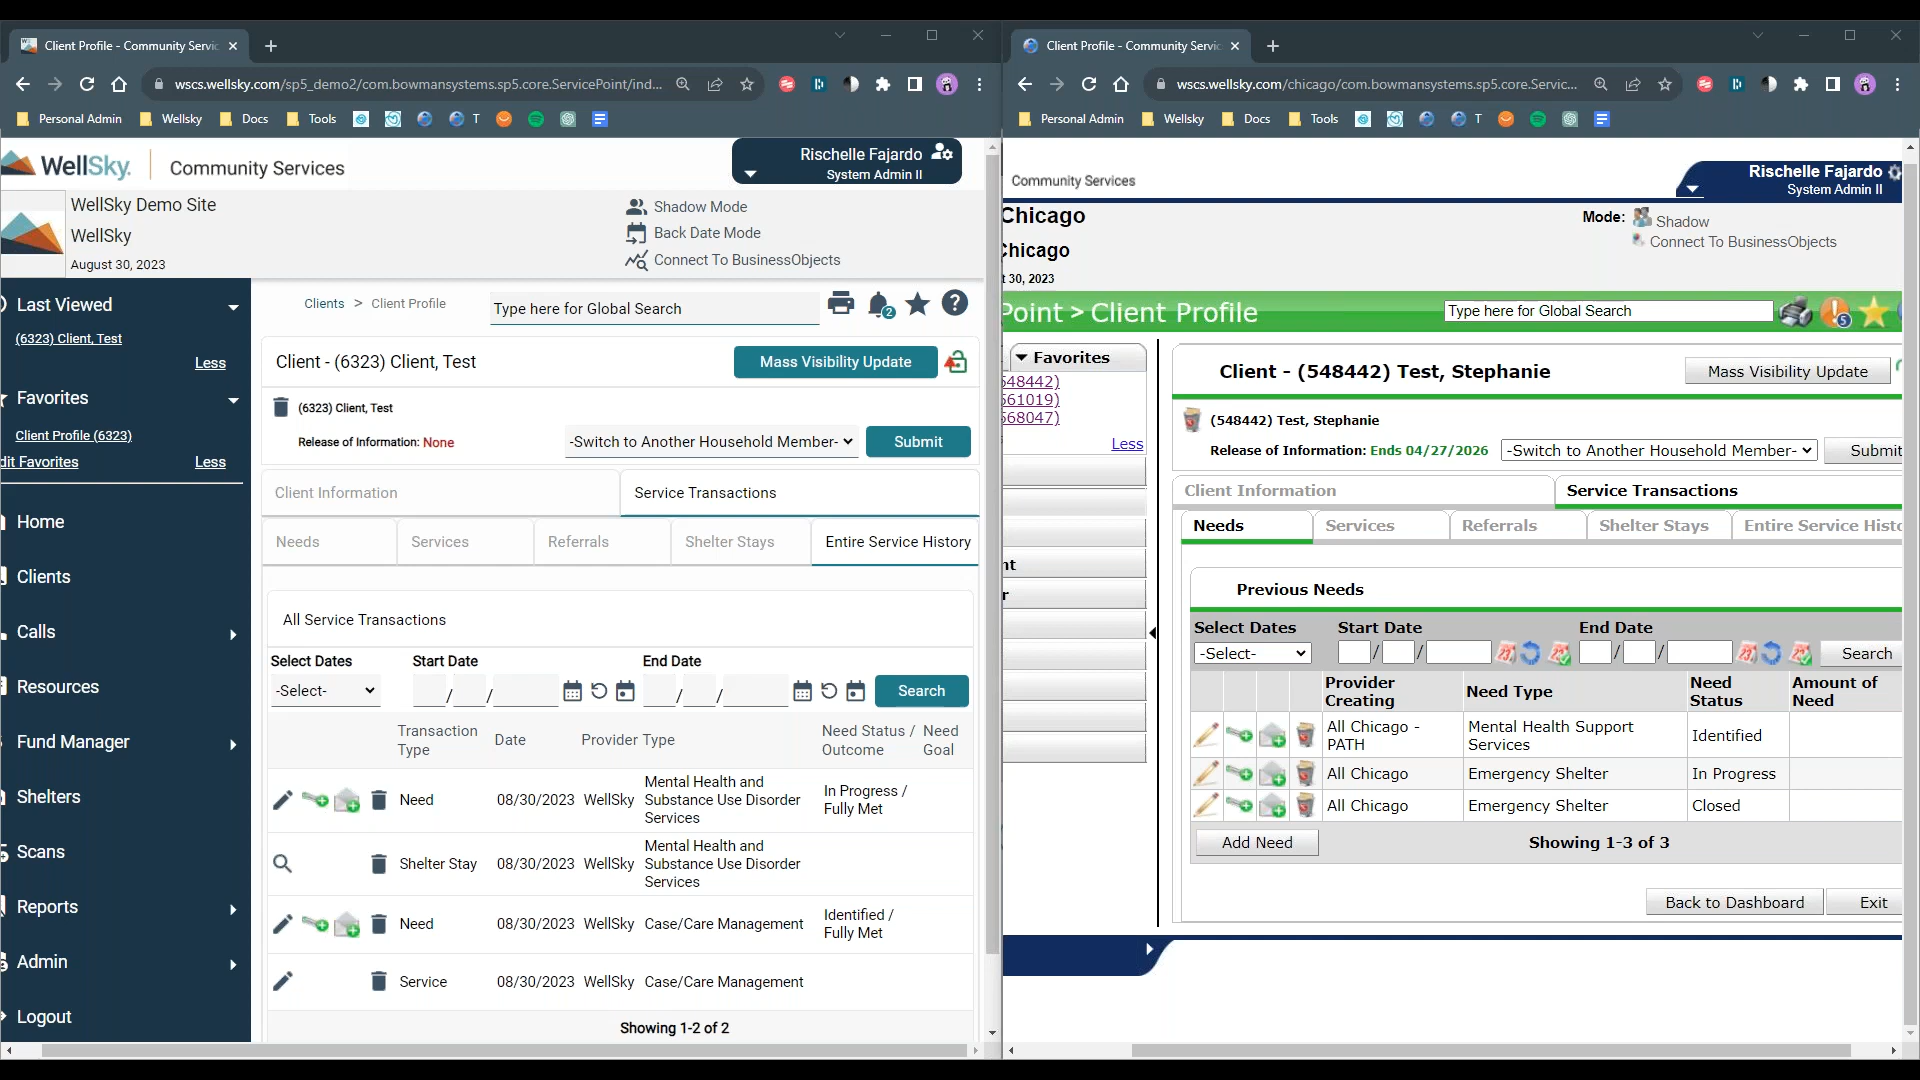 Client Profile - Community Servic
wscs.wellsky.com/sp5_demo2/com.bowmansystems.sp5.core.ServicePoint/ind...
Personal Admin
Wellsky
Docs
Tools
T
WellSky
Community Services
Rischelle Fajardo
System Admin II
WellSky Demo Site
WellSky
August 30, 2023
Shadow Mode
Back Date Mode
Connect To BusinessObjects
Last Viewed
(6323) Client, Test
Less
Favorites
Client Profile (6323)
dit Favorites
Less
Home
Clients
Calls
Resources
Fund Manager
Shelters
Scans
Reports
Admin
Logout
Clients > Client Profile
Type here for Global Search
2
Client - (6323) Client, Test
Mass Visibility Update
(6323) Client, Test
Release of Information: None
-Switch to Another Household Member-
Submit
Client Information
Service Transactions
Needs
Services
Referrals
Shelter Stays
Entire Service History
All Service Transactions
Select Dates
Start Date
End Date
-Select-
/ /
/ /
Search
Transaction Type
Date
Provider
Type
Need Status / Outcome
Need Goal
Need 08/30/2023 WellSky Mental Health and Substance Use Disorder Services In Progress / Fully Met
Shelter Stay 08/30/2023 WellSky Mental Health and Substance Use Disorder Services
Need 08/30/2023 WellSky Case/Care Management Identified / Fully Met
Service 08/30/2023 WellSky Case/Care Management
Showing 1-2 of 2
Client Profile - Community Servic
wscs.wellsky.com/chicago/com.bowmansystems.sp5.core.Servic...
Personal Admin
Wellsky
Docs
Tools
T
Community Services
Rischelle Fajardo
System Admin II
Chicago
Chicago
t 30, 2023
Mode: Shadow
Connect To BusinessObjects
Point > Client Profile
Type here for Global Search
5
Favorites
548442)
561019)
568047)
Less
nt
r
Client - (548442) Test, Stephanie
Mass Visibility Update
(548442) Test, Stephanie
Release of Information: Ends 04/27/2026
-Switch to Another Household Member-
Submit
Client Information
Service Transactions
Needs
Services
Referrals
Shelter Stays
Entire Service Histo
Previous Needs
Select Dates
Start Date
End Date
-Select-
/ /
/ /
Search
Provider Creating
Need Type
Need Status
Amount of Need
All Chicago - PATH Mental Health Support Services Identified
All Chicago Emergency Shelter In Progress
All Chicago Emergency Shelter Closed
Add Need
Showing 1-3 of 3
Back to Dashboard
Exit